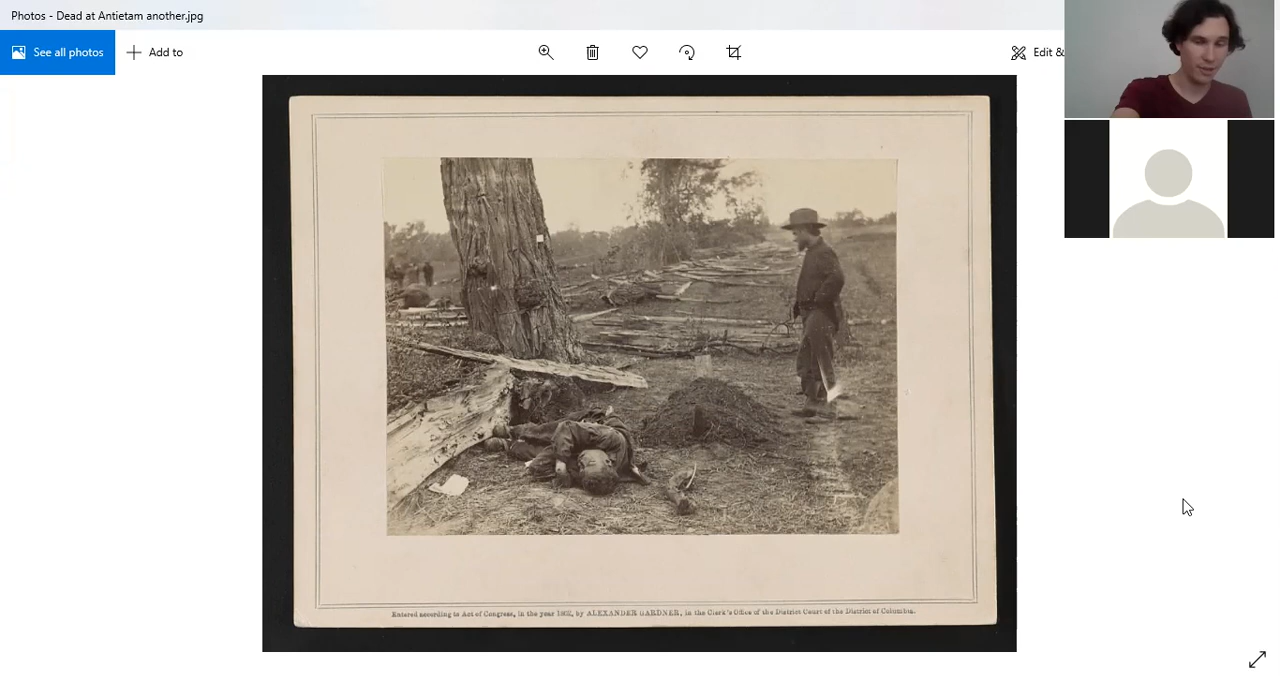 Photos - Dead at Antietam another.jpg
See all photos
Add to
Edit &
Entered according to Act of Congress, in the year 1862, by ALEXANDER GARDNER, in the Clerk's Office of the District Court of the District of Columbia.